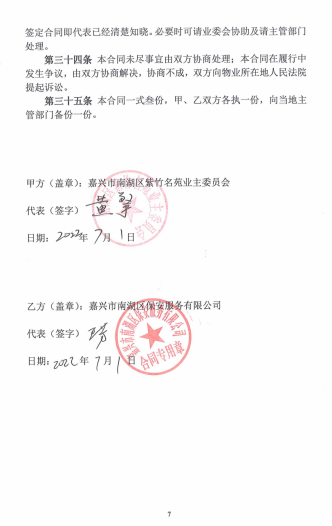 签定合同即代表已经清楚知晓。必要时可请业委会协助及请主管部门
处理。
第三十四条 本合同未尽事宜由双方协商处理；本合同在履行中
发生争议，由双方协商解决，协商不成，双方向物业所在地人民法院
提起诉讼。
第三十五条 本合同一式叁份，甲、乙双方各执一份，向当地主
管部门备份一份。
甲方（盖章）：嘉兴市南湖区紫竹名苑业主委员会
代表（签字）
日期：2022年7月1日
乙方（盖章）：嘉兴市南湖区保安服务有限公司
代表（签字）
日期：2022年7月1日
合同专用章
7